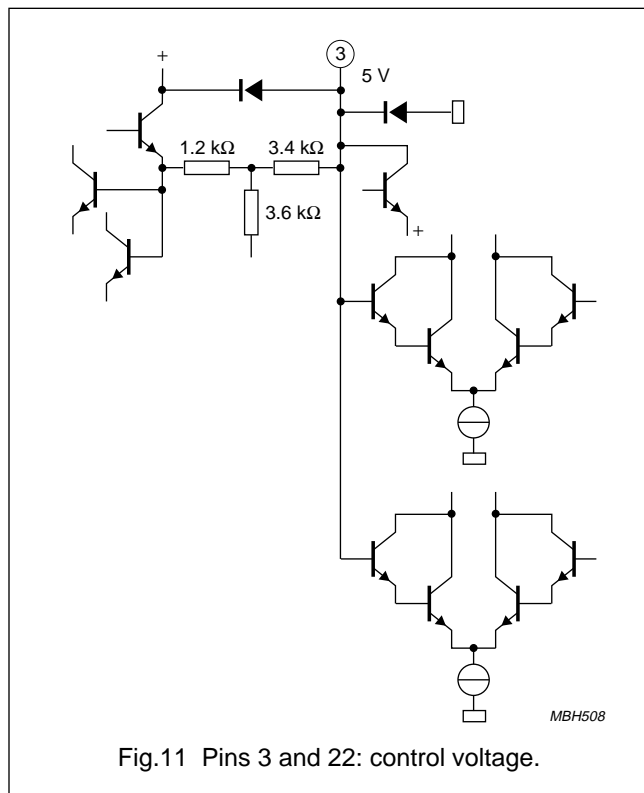 3
+
5 V
1.2 kΩ
3.4 kΩ
3.6 kΩ
+
MBH508
Fig.11 Pins 3 and 22: control voltage.